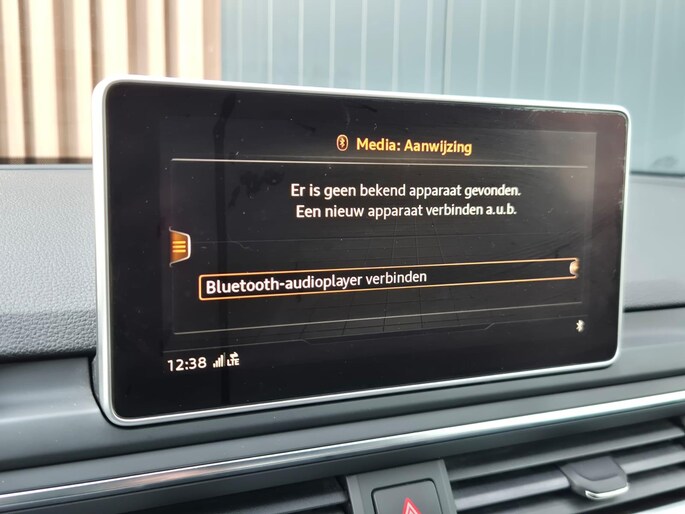 Media: Aanwijzing
Er is geen bekend apparaat gevonden.
Een nieuw apparaat verbinden a.u.b.
Bluetooth-audioplayer verbinden
12:38 LTE